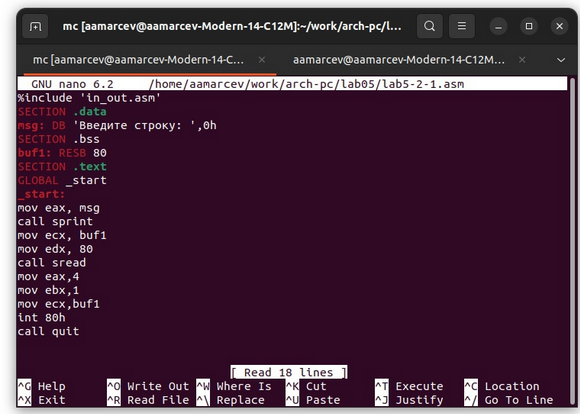 mc [aamarcev@aamarcev-Modern-14-C12M]:~/work/arch-pc/l...
mc [aamarcev@aamarcev-Modern-14-C...
aamarcev@aamarcev-Modern-14-C12M...
GNU nano 6.2 /home/aamarcev/work/arch-pc/lab05/lab5-2-1.asm
%include 'in_out.asm'
SECTION .data
msg: DB 'Введите строку: ',0h
SECTION .bss
buf1: RESB 80
SECTION .text
GLOBAL _start
_start:
mov eax, msg
call sprint
mov ecx, buf1
mov edx, 80
call sread
mov eax,4
mov ebx,1
mov ecx,buf1
int 80h
call quit
[ Read 18 lines ]
^G Help ^O Write Out ^W Where Is ^K Cut ^T Execute ^C Location
^X Exit ^R Read File ^\ Replace ^U Paste ^J Justify ^/ Go To Line